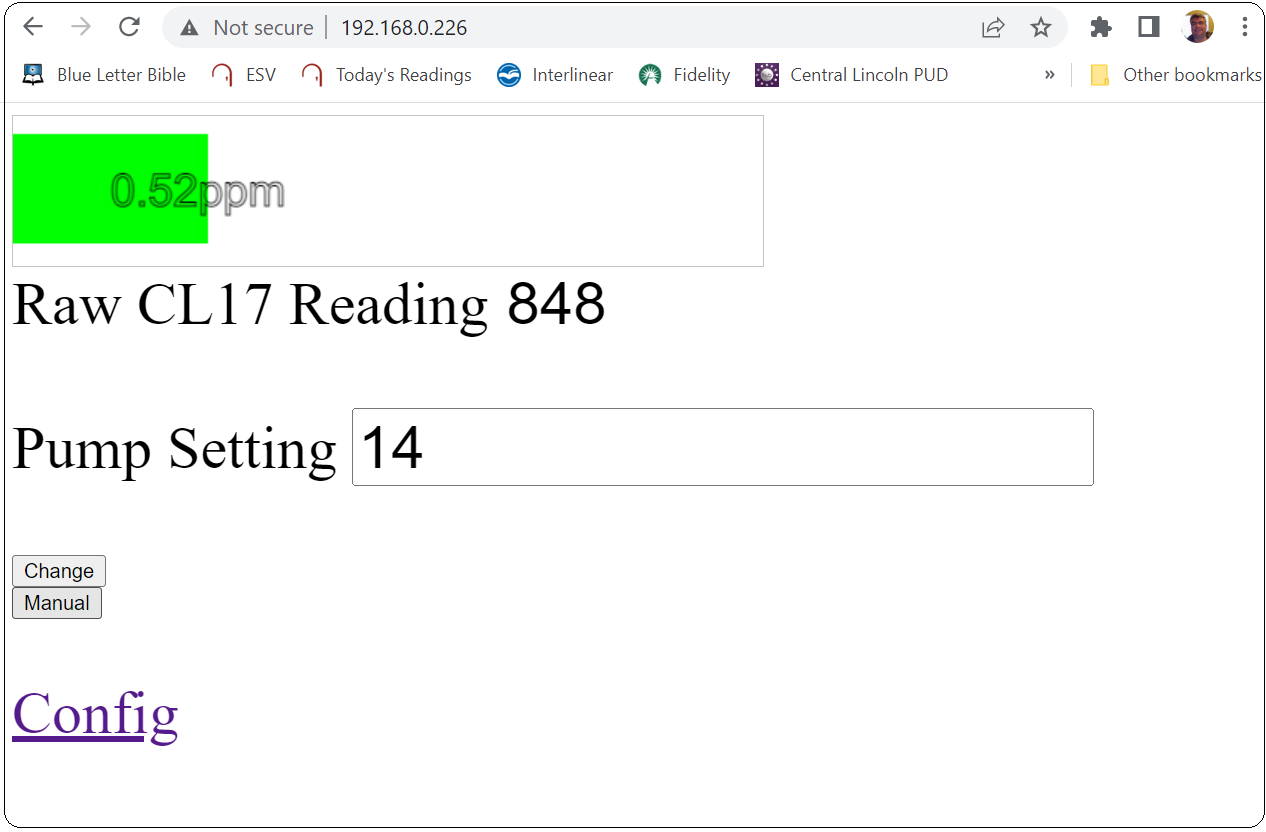 Not secure | 192.168.0.226
Blue Letter Bible ESV Today's Readings Interlinear Fidelity Central Lincoln PUD » Other bookmarks
0.52ppm
Raw CL17 Reading 848
Pump Setting 14
Change
Manual
Config